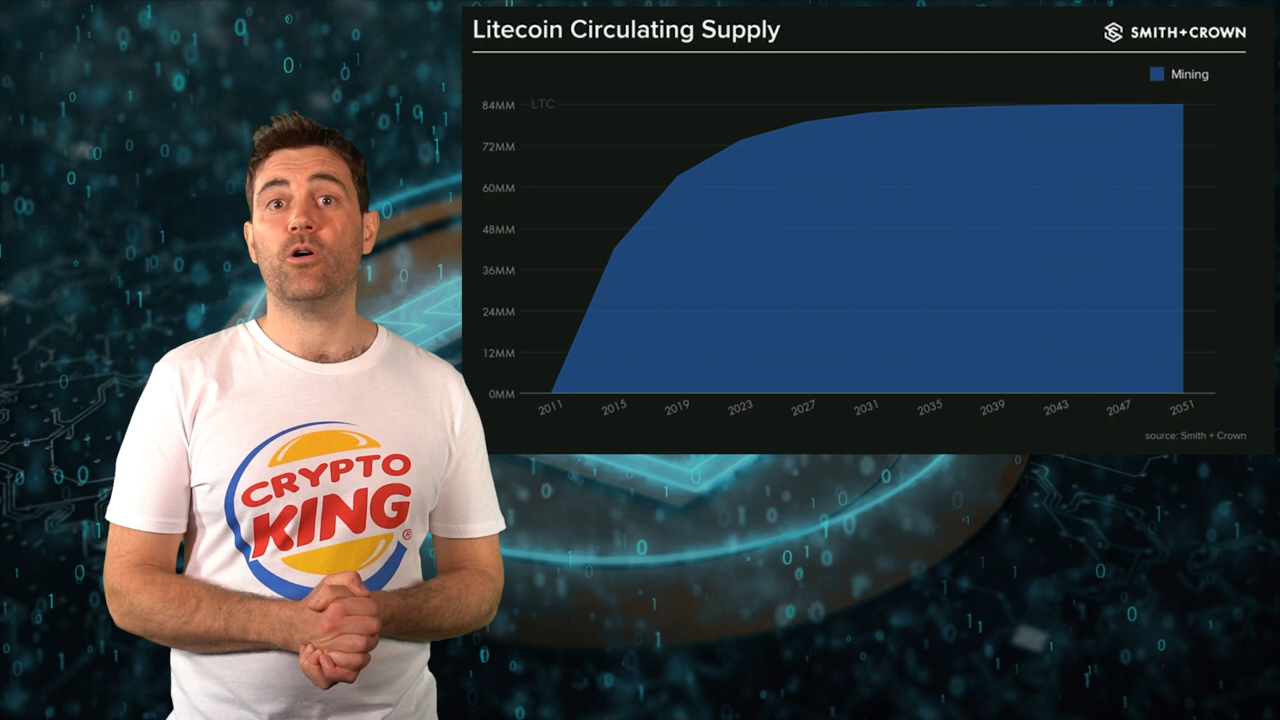 Litecoin Circulating Supply
SMITH+CROWN
Mining
84MM
LTC
72MM
60MM
48MM
36MM
24MM
12MM
0MM
2011
2015
2019
2023
2027
2031
2035
2039
2043
2047
2051
source: Smith + Crown
CRYPTO
KING®